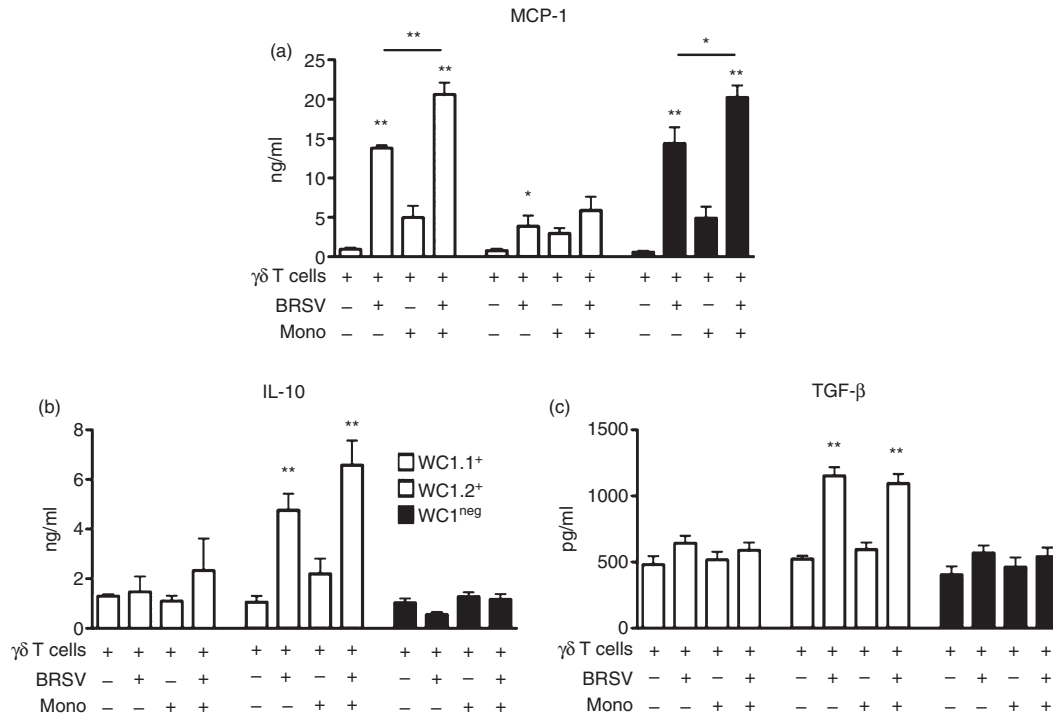 MCP-1
(a)
** *
25
20
15
10
5
0
ng/ml
** ** * ** **
γδ T cells + + + + + + + + + + + +
BRSV – + – + – + – + – + – +
Mono – – + + – – + + – – + +
IL-10
(b)
8
6
4
2
0
ng/ml
** **
WC1.1⁺
WC1.2⁺
WC1ⁿᵉᵍ
γδ T cells + + + + + + + + + + + +
BRSV – + – + – + – + – + – +
Mono – – + + – – + + – – + +
TGF-β
(c)
1500
1000
500
0
pg/ml
** **
γδ T cells + + + + + + + + + + + +
BRSV – + – + – + – + – + – +
Mono – – + + – – + + – – + +